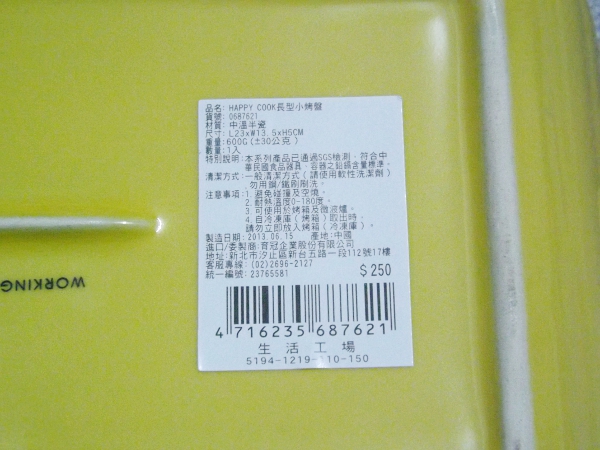 品名: HAPPY COOK長型小烤盤
貨號: 0687621
材質: 中溫半瓷
尺寸: L23xW13.5xH5CM
重量:600G(±30公克)
數量:1入
特別說明:本系列產品已通過SGS檢測, 符合中
華民國食品器具、容器之鉛鎘含量標準。
清潔方式:一般清潔方式(請使用軟性洗潔劑)
勿用鋼/鐵刷刷洗。
注意事項:1.避免碰撞及空燒。
2.耐熱溫度0-180度。
3.可使用於烤箱及微波爐。
4.自冷凍庫(烤箱)取出時,
請勿立即放入烤箱(冷凍庫)。
製造日期:2013.06.15 產地:中國
進口/委製商:育冠企業股份有限公司
地址:新北市汐止區新台五路一段112號17樓
客服專線:(02)2696-2127
統一編號:23765581
$250
4 716235 687621
生活工場
5194-1219-110-150
WORKING